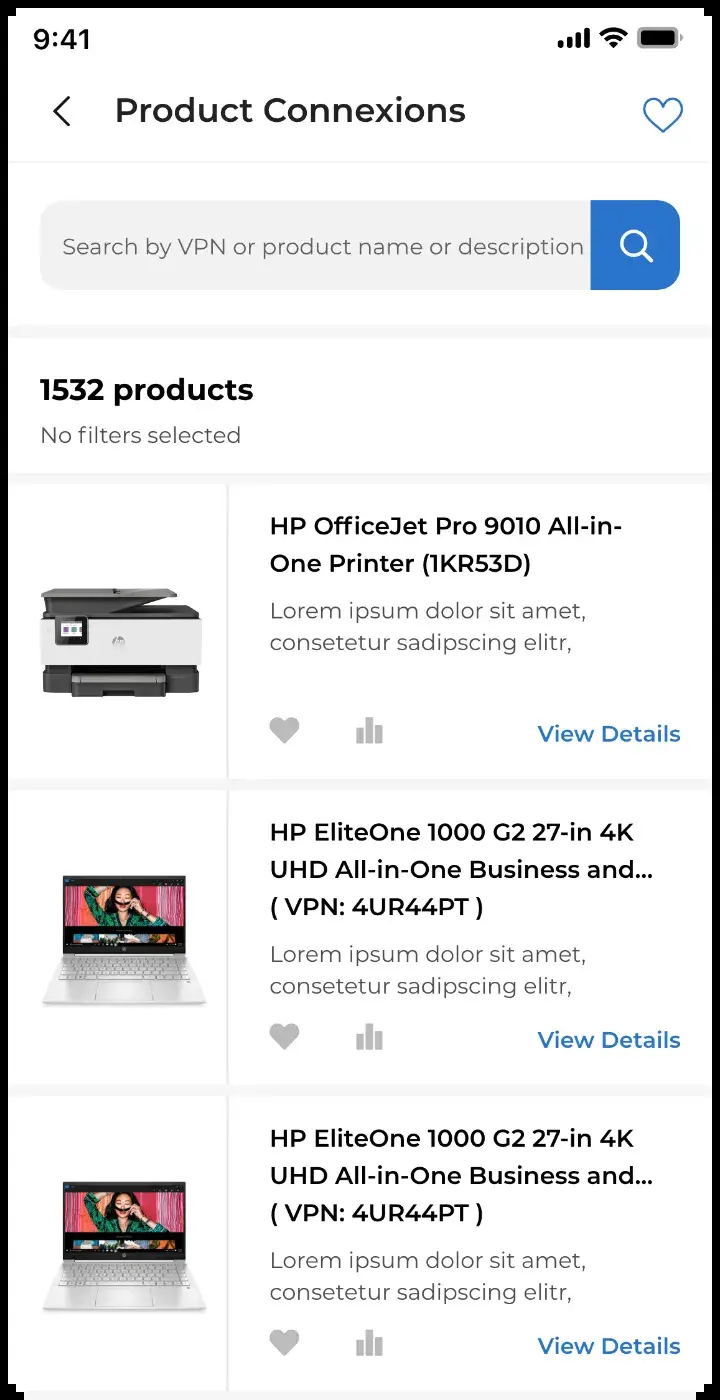 9:41
Product Connexions
Search by VPN or product name or description
1532 products
No filters selected
HP OfficeJet Pro 9010 All-in-
One Printer (1KR53D)
Lorem ipsum dolor sit amet,
consetetur sadipscing elitr,
View Details
HP EliteOne 1000 G2 27-in 4K
UHD All-in-One Business and...
( VPN: 4UR44PT )
Lorem ipsum dolor sit amet,
consetetur sadipscing elitr,
View Details
HP EliteOne 1000 G2 27-in 4K
UHD All-in-One Business and...
( VPN: 4UR44PT )
Lorem ipsum dolor sit amet,
consetetur sadipscing elitr,
View Details